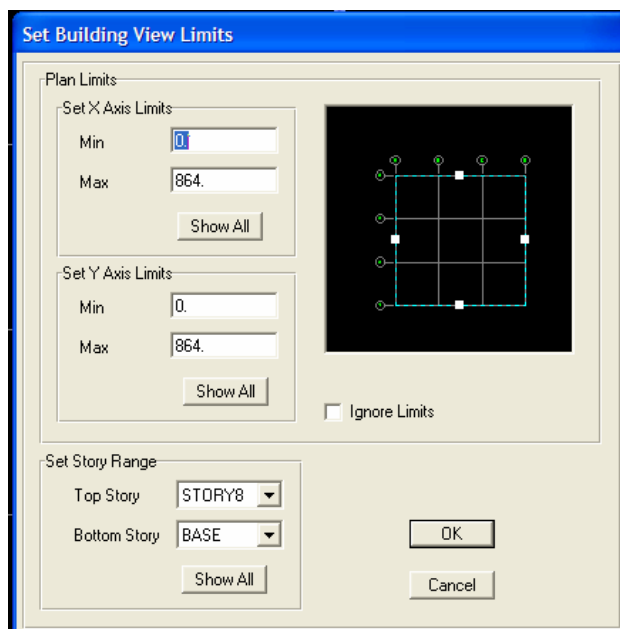 Set Building View Limits
Plan Limits
Set X Axis Limits
Min 0.
Max 864.
Show All
Set Y Axis Limits
Min 0.
Max 864.
Show All
Ignore Limits
Set Story Range
Top Story STORY8
Bottom Story BASE
Show All
OK
Cancel